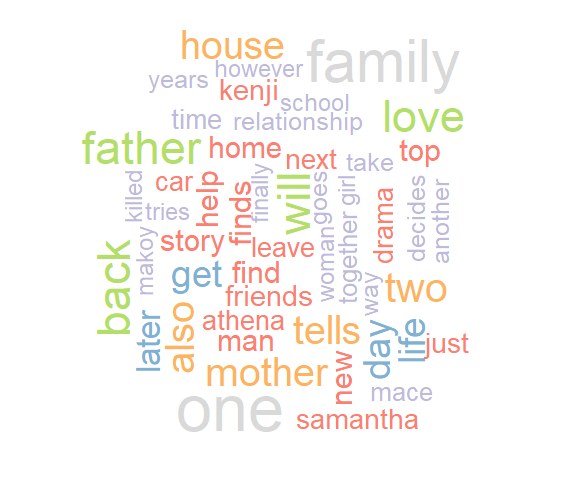 house
family
however
years
kenji
school
love
time
relationship
father
home
next
take
top
car
help
finds
finally
will
goes
woman
together
girl
drama
decides
another
killed
tries
makoy
story
leave
back
get
find
friends
way
two
later
also
athena
man
tells
day
life
just
mother
new
mace
one
samantha